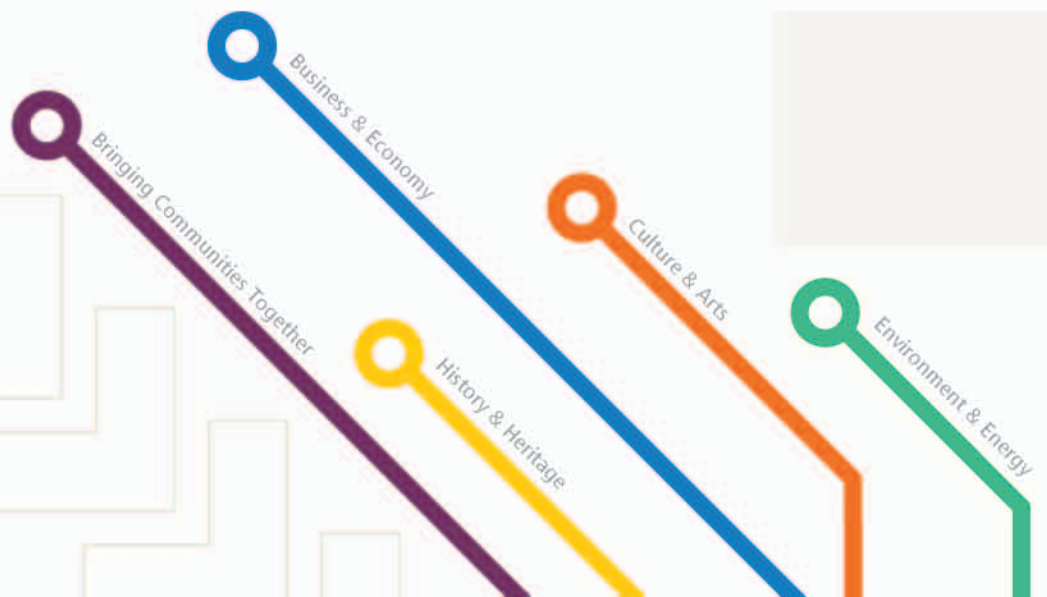 Bringing Communities Together
Business & Economy
History & Heritage
Culture & Arts
Environment & Energy